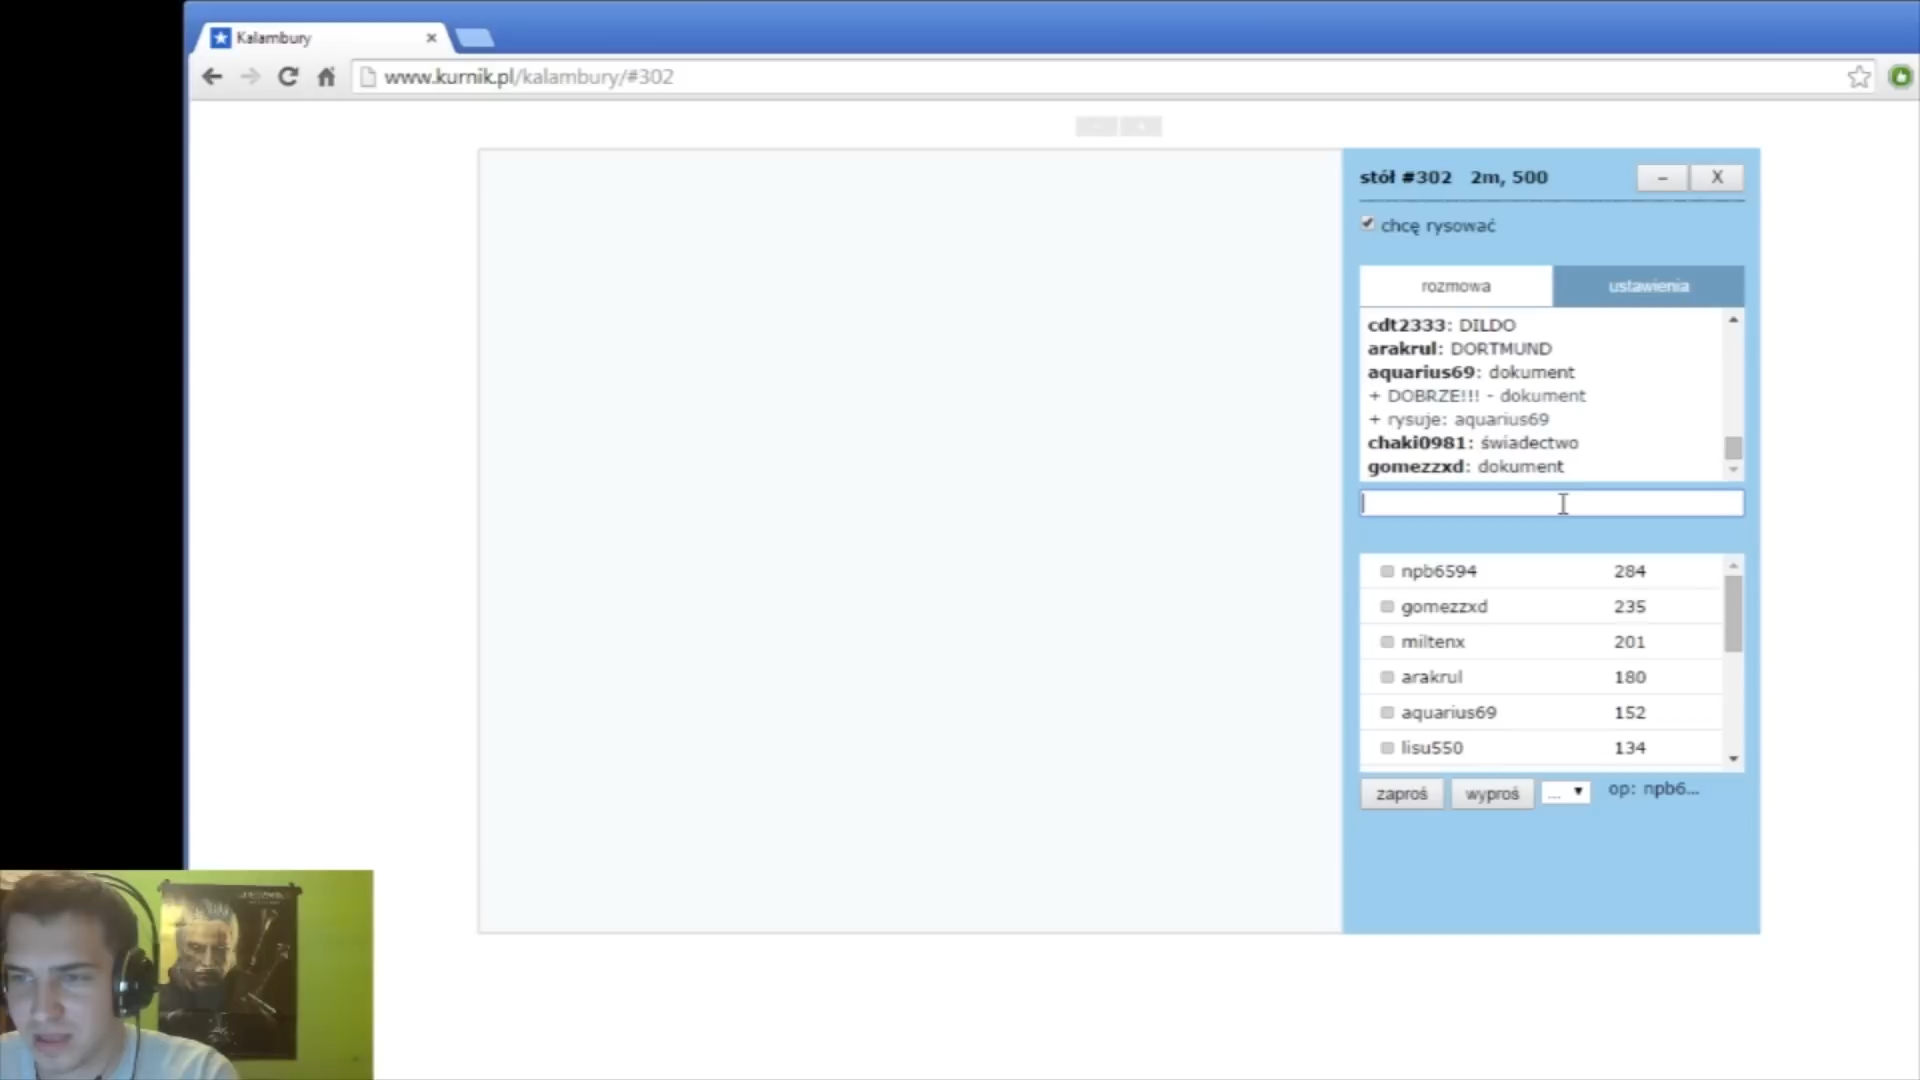 Kalambury
www.kurnik.pl/kalambury/#302
stół #302 2m, 500
– X
chcę rysować
rozmowa ustawienia
cdt2333: DILDO
arakrul: DORTMUND
aquarius69: dokument
+ DOBRZE!!! - dokument
+ rysuje: aquarius69
chaki0981: świadectwo
gomezzxd: dokument
npb6594 284
gomezzxd 235
miltenx 201
arakrul 180
aquarius69 152
lisu550 134
zaproś wyproś ... op: npb6...